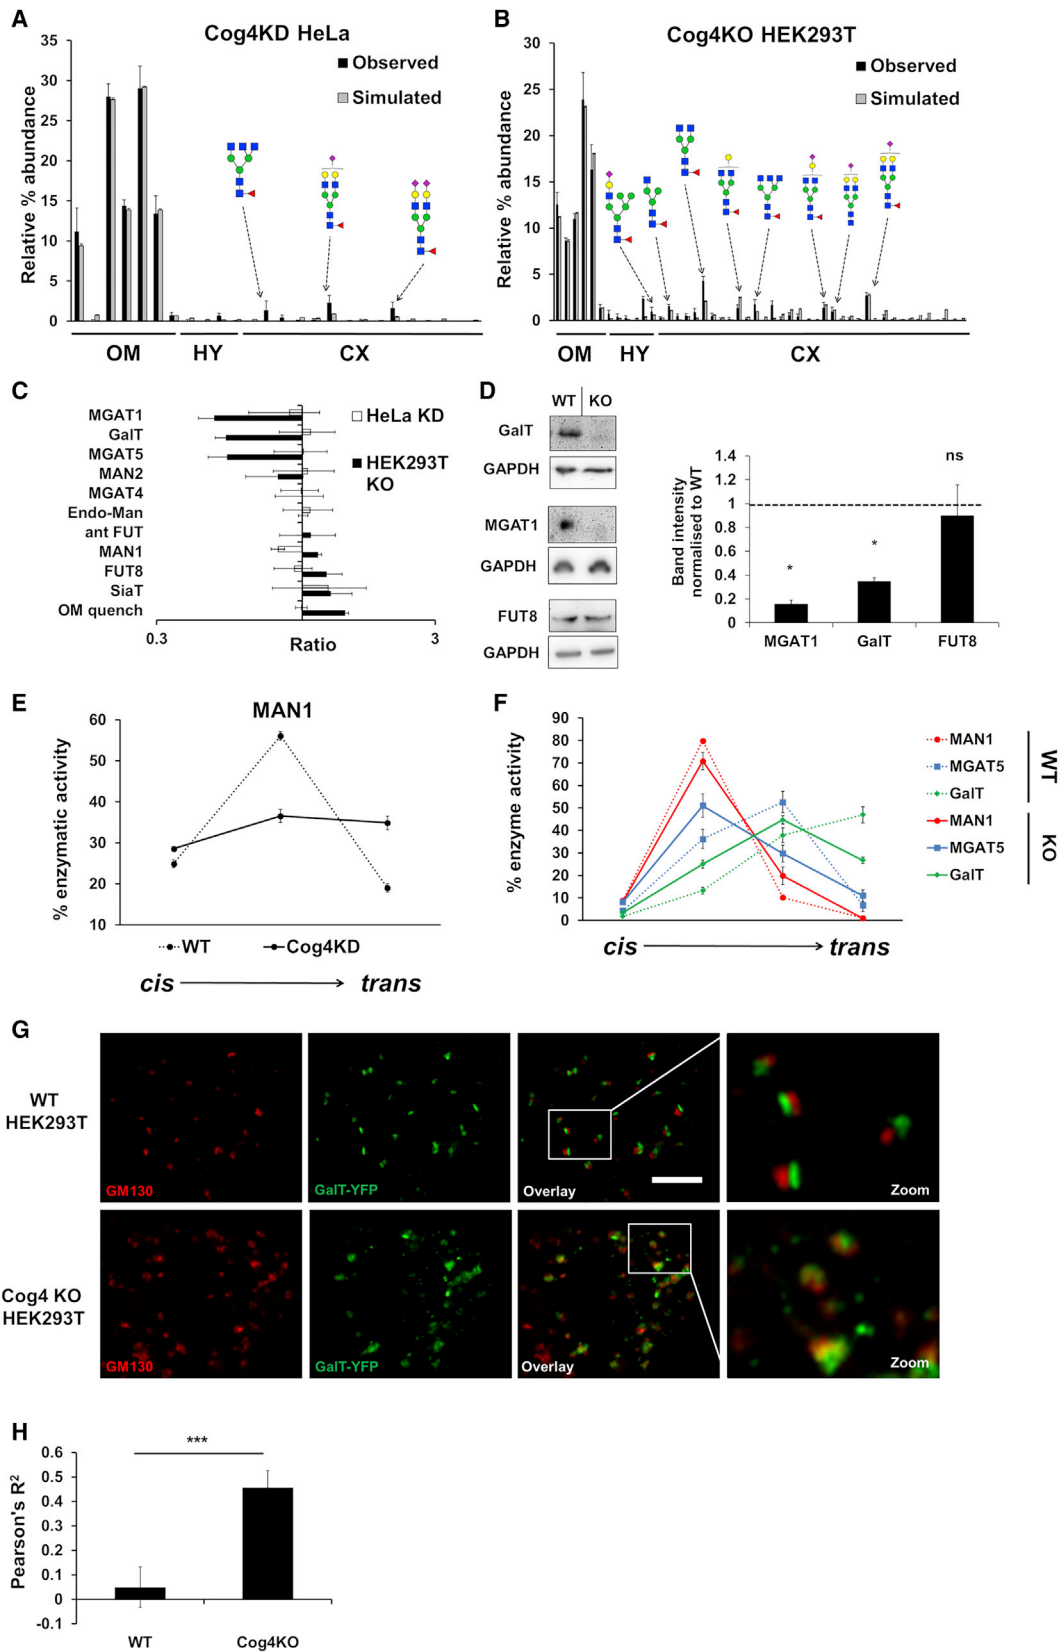 A
Cog4KD HeLa
Relative % abundance
35
30
25
20
15
10
5
0
Observed
Simulated
OM
HY
CX
B
Cog4KO HEK293T
Relative % abundance
30
25
20
15
10
5
0
Observed
Simulated
OM
HY
CX
C
MGAT1
GalT
MGAT5
MAN2
MGAT4
Endo-Man
ant FUT
MAN1
FUT8
SiaT
OM quench
HeLa KD
HEK293T
KO
0.3
Ratio
3
D
WT
KO
GalT
GAPDH
MGAT1
GAPDH
FUT8
GAPDH
Band intensity
normalised to WT
1.4
1.2
1
0.8
0.6
0.4
0.2
0
*
*
ns
MGAT1
GalT
FUT8
E
MAN1
% enzymatic activity
60
40
30
20
10
WT
Cog4KD
cis
trans
F
% enzyme activity
90
80
70
60
50
40
30
20
10
0
cis
trans
MAN1
MGAT5
GalT
WT
MAN1
MGAT5
GalT
KO
G
WT
HEK293T
GM130
GalT-YFP
Overlay
Zoom
Cog4 KO
HEK293T
GM130
GalT-YFP
Overlay
Zoom
H
Pearson's R²
0.6
0.5
0.4
0.3
0.2
0.1
0
-0.1
***
WT
Cog4KO